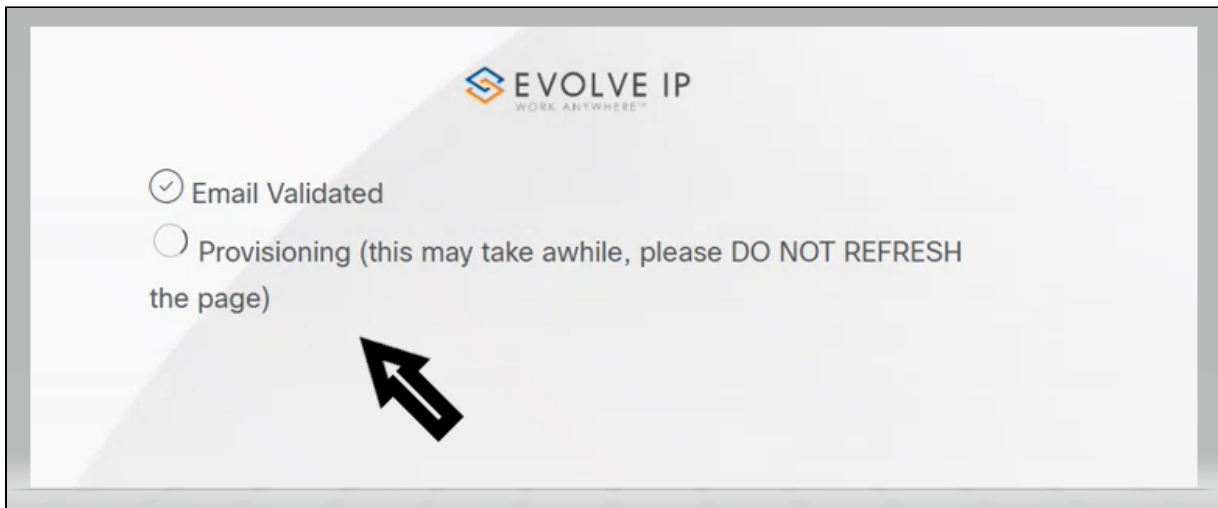 EVOLVE IP
WORK ANYWHERE™
Email Validated
Provisioning (this may take awhile, please DO NOT REFRESH
the page)